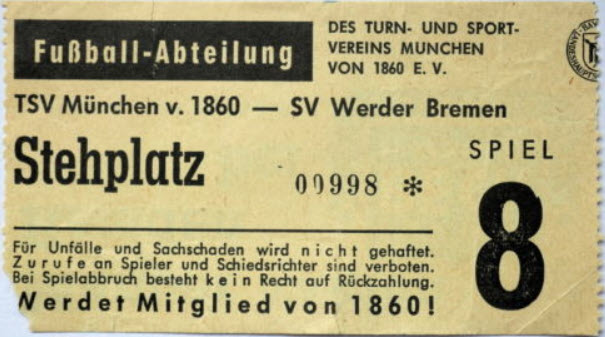 Fußball-Abteilung
DES TURN- UND SPORT-
VEREINS MUNCHEN
VON 1860 E. V.
TSV München v. 1860 — SV Werder Bremen
Stehplatz
00998 *
SPIEL
8
Für Unfälle und Sachschaden wird nicht gehaftet.
Zurufe an Spieler und Schiedsrichter sind verboten.
Bei Spielabbruch besteht kein Recht auf Rückzahlung.
Werdet Mitglied von 1860!